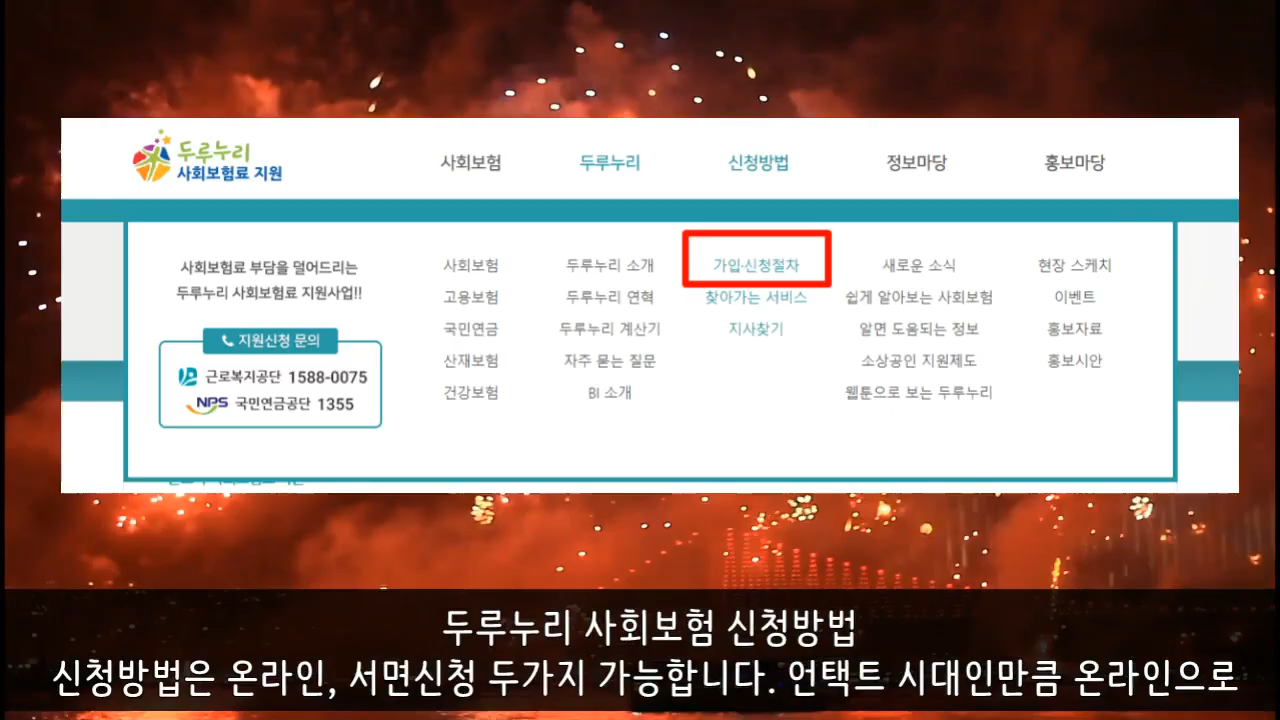 두루누리
사회보험료 지원
사회보험
두루누리
신청방법
정보마당
홍보마당
사회보험료 부담을 덜어드리는
두루누리 사회보험료 지원사업!!
지원신청 문의
근로복지공단 1588-0075
NPS 국민연금공단 1355
사회보험
고용보험
국민연금
산재보험
건강보험
두루누리 소개
두루누리 연혁
두루누리 계산기
자주 묻는 질문
BI 소개
가입·신청절차
찾아가는 서비스
지사찾기
새로운 소식
쉽게 알아보는 사회보험
알면 도움되는 정보
소상공인 지원제도
웹툰으로 보는 두루누리
현장 스케치
이벤트
홍보자료
홍보시안
두루누리 사회보험 신청방법
신청방법은 온라인, 서면신청 두가지 가능합니다. 언택트 시대인만큼 온라인으로